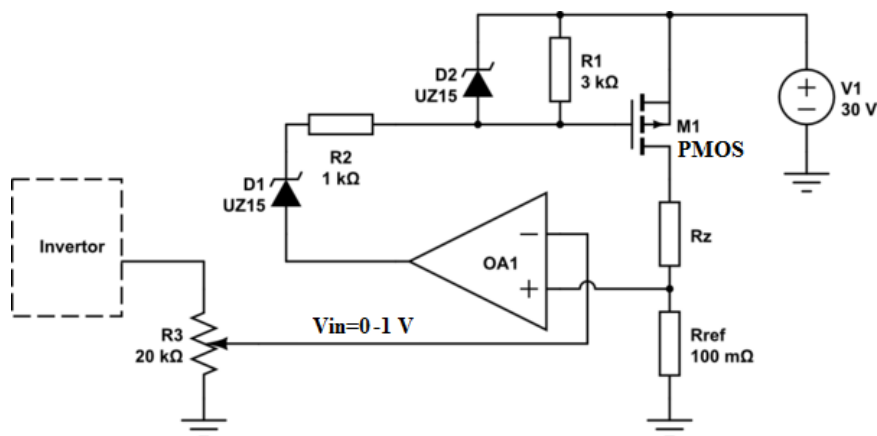 R1
3 kΩ
D2
UZ15
V1
30 V
M1
PMOS
R2
1 kΩ
D1
UZ15
Invertor
OA1
Rz
Vin=0-1 V
R3
20 kΩ
Rref
100 mΩ